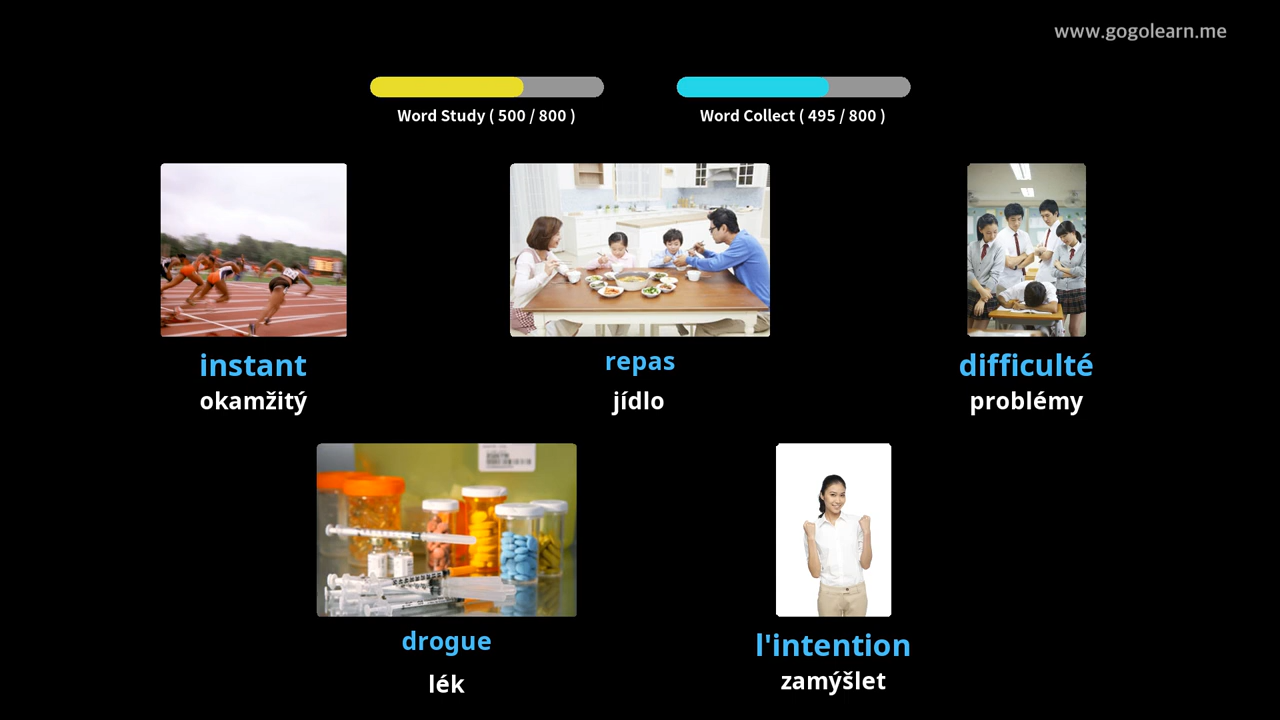 www.gogolearn.me
Word Study ( 500 / 800 )
Word Collect ( 495 / 800 )
instant
okamžitý
repas
jídlo
difficulté
problémy
drogue
lék
l'intention
zamýšlet